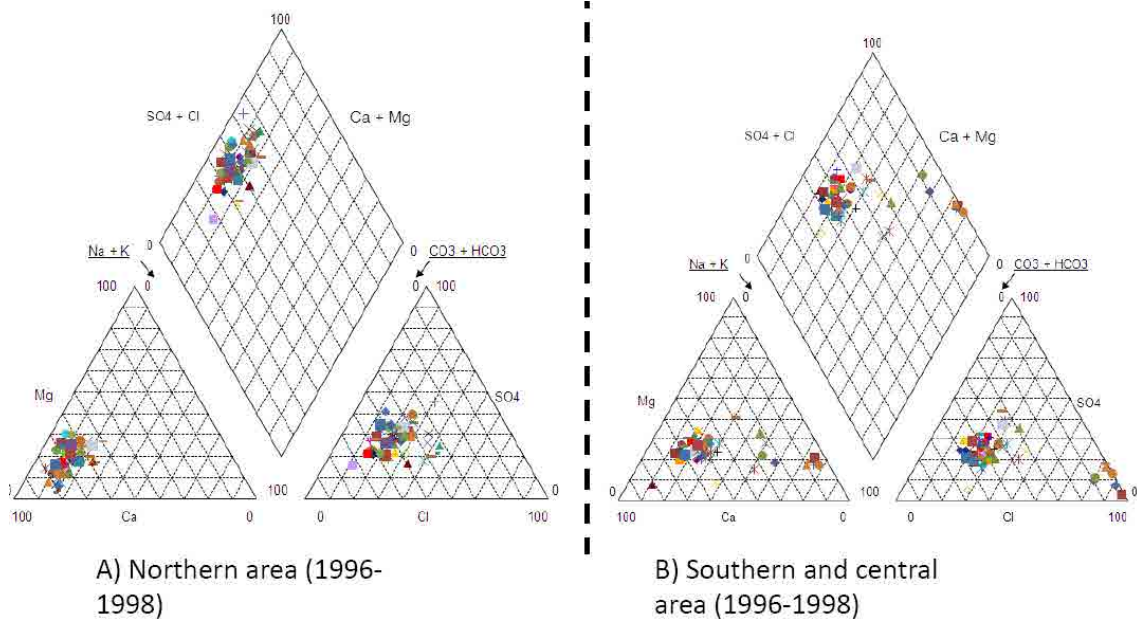 100
SO4 + Cl
Ca + Mg
0
0
Na + K
CO3 + HCO3
100
0
0
100
Mg
SO4
0
100
0
100
Ca
0
0
Cl
100
A) Northern area (1996-
1998)
100
SO4 + Cl
Ca + Mg
0
0
Na + K
CO3 + HCO3
100
0
0
100
Mg
SO4
0
100
0
100
Ca
0
0
Cl
100
B) Southern and central
area (1996-1998)